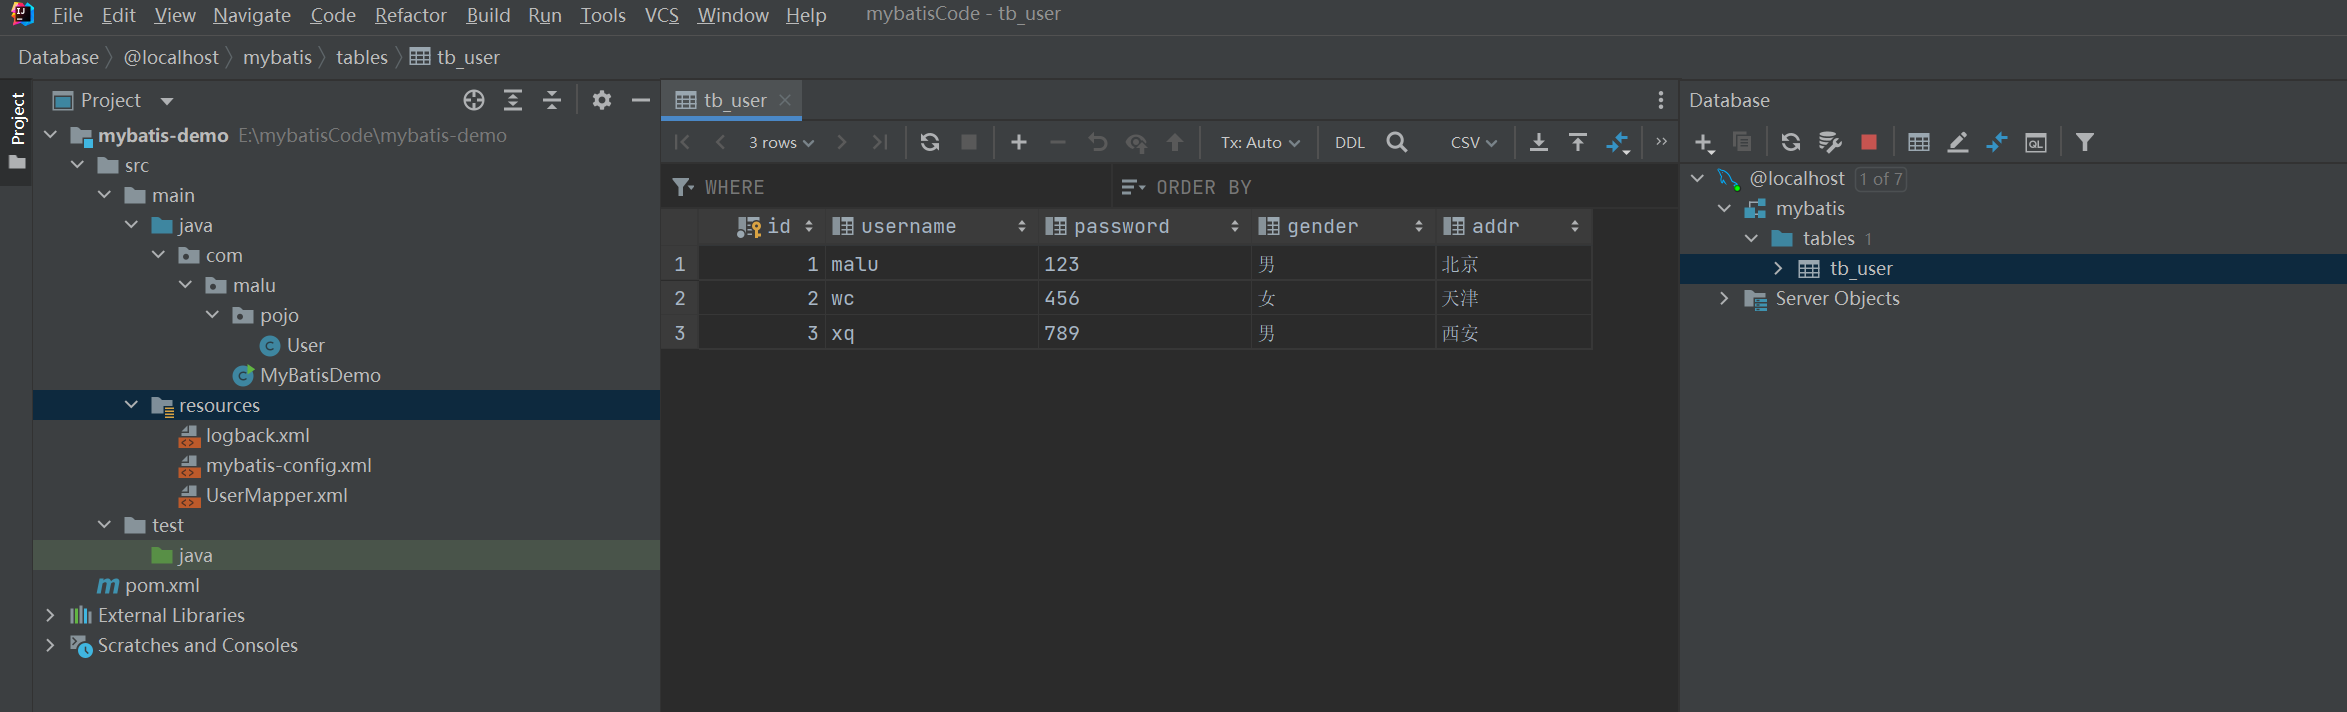 File Edit View Navigate Code Refactor Build Run Tools VCS Window Help mybatisCode - tb_user
Database @localhost mybatis tables tb_user
Project
Project
mybatis-demo E:\mybatisCode\mybatis-demo
src
main
java
com
malu
pojo
User
MyBatisDemo
resources
logback.xml
mybatis-config.xml
UserMapper.xml
test
java
pom.xml
External Libraries
Scratches and Consoles
tb_user
3 rows Tx: Auto DDL CSV
WHERE ORDER BY
id username password gender addr
1 1 malu 123 男 北京
2 2 wc 456 女 天津
3 3 xq 789 男 西安
Database
QL
@localhost 1 of 7
mybatis
tables 1
tb_user
Server Objects